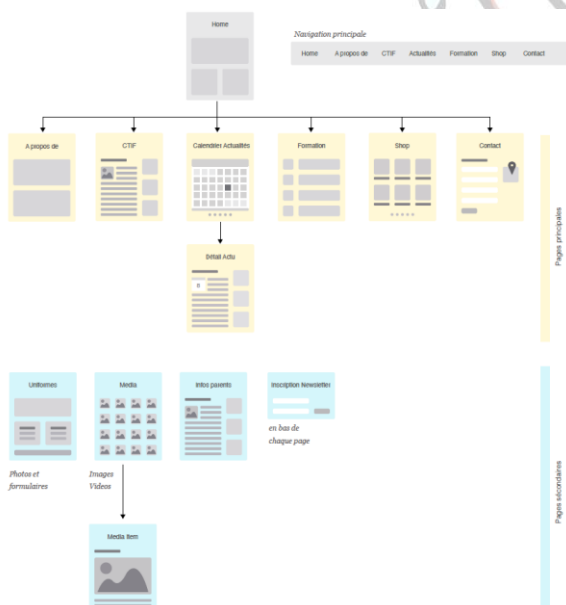 Home
Navigation principale
Home A propos de CTIF Actualités Formation Shop Contact
A propos de
CTIF
Calendrier Actualités
Formation
Shop
Contact
Détail Actu
8
Pages principales
Uniformes
Media
Infos parents
Inscription Newsletter
Photos et
formulaires
Images
Videos
en bas de
chaque page
Media Item
Pages sécondaires